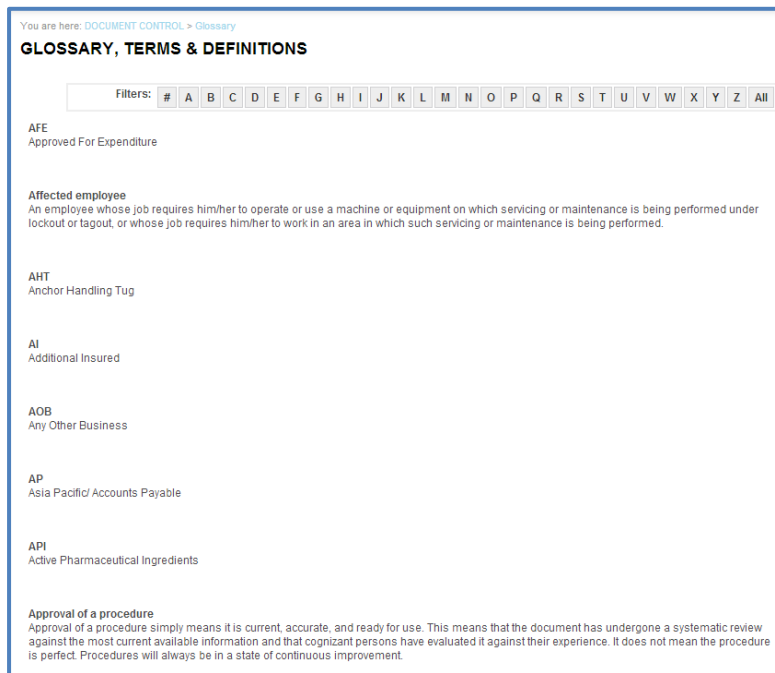 You are here: DOCUMENT CONTROL > Glossary
GLOSSARY, TERMS & DEFINITIONS
Filters: # A B C D E F G H I J K L M N O P Q R S T U V W X Y Z All
AFE
Approved For Expenditure
Affected employee
An employee whose job requires him/her to operate or use a machine or equipment on which servicing or maintenance is being performed under
lockout or tagout, or whose job requires him/her to work in an area in which such servicing or maintenance is being performed.
AHT
Anchor Handling Tug
AI
Additional Insured
AOB
Any Other Business
AP
Asia Pacific/ Accounts Payable
API
Active Pharmaceutical Ingredients
Approval of a procedure
Approval of a procedure simply means it is current, accurate, and ready for use. This means that the document has undergone a systematic review
against the most current available information and that cognizant persons have evaluated it against their experience. It does not mean the procedure
is perfect. Procedures will always be in a state of continuous improvement.